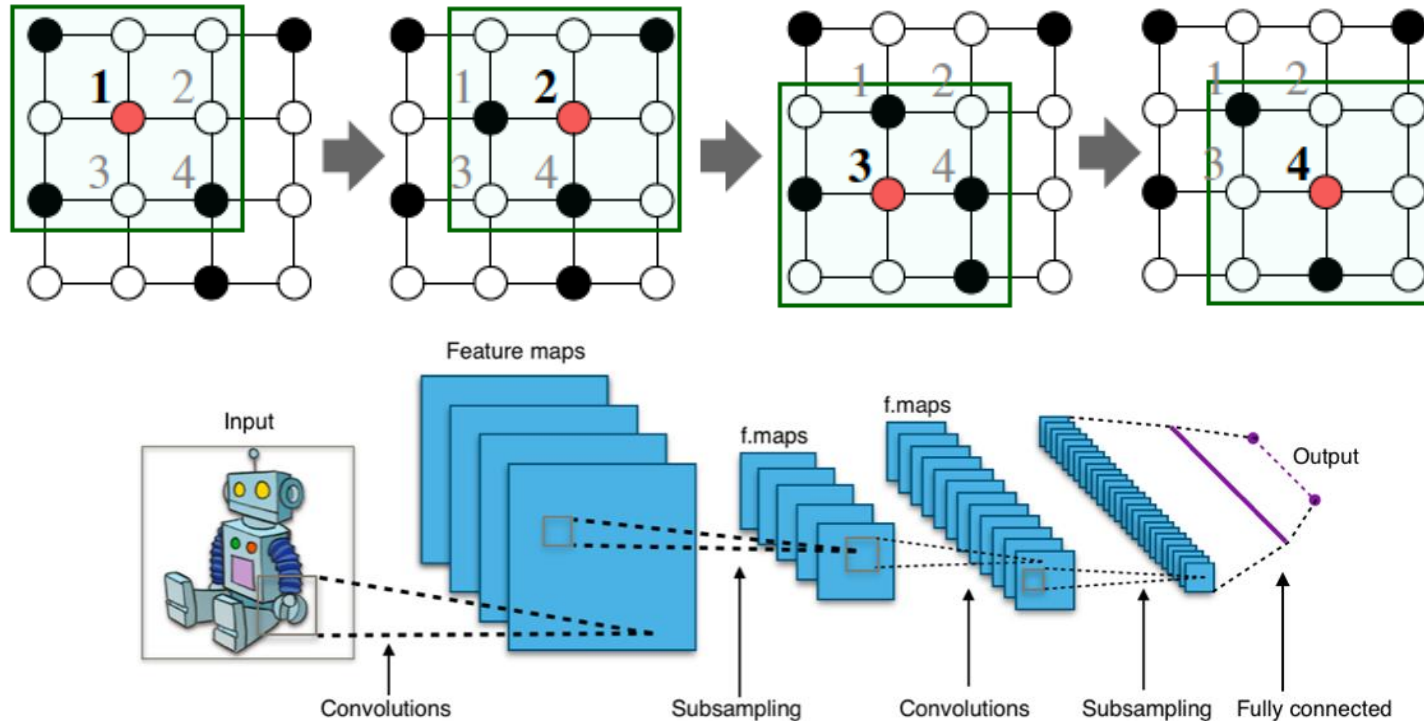 1 2
3 4
1 2
3 4
1 2
3 4
1 2
3 4
Feature maps
Input
f.maps
f.maps
Output
Convolutions
Subsampling
Convolutions
Subsampling
Fully connected